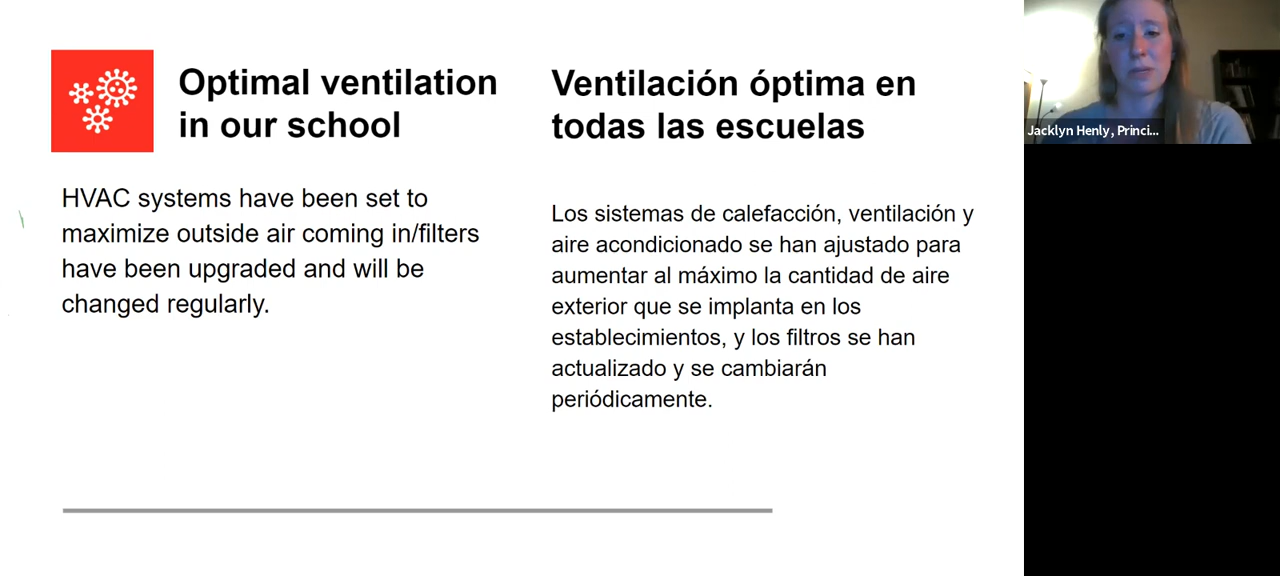 Optimal ventilation
in our school
HVAC systems have been set to
maximize outside air coming in/filters
have been upgraded and will be
changed regularly.
Ventilación óptima en
todas las escuelas
Los sistemas de calefacción, ventilación y
aire acondicionado se han ajustado para
aumentar al máximo la cantidad de aire
exterior que se implanta en los
establecimientos, y los filtros se han
actualizado y se cambiarán
periódicamente.
Jacklyn Henly, Princi...